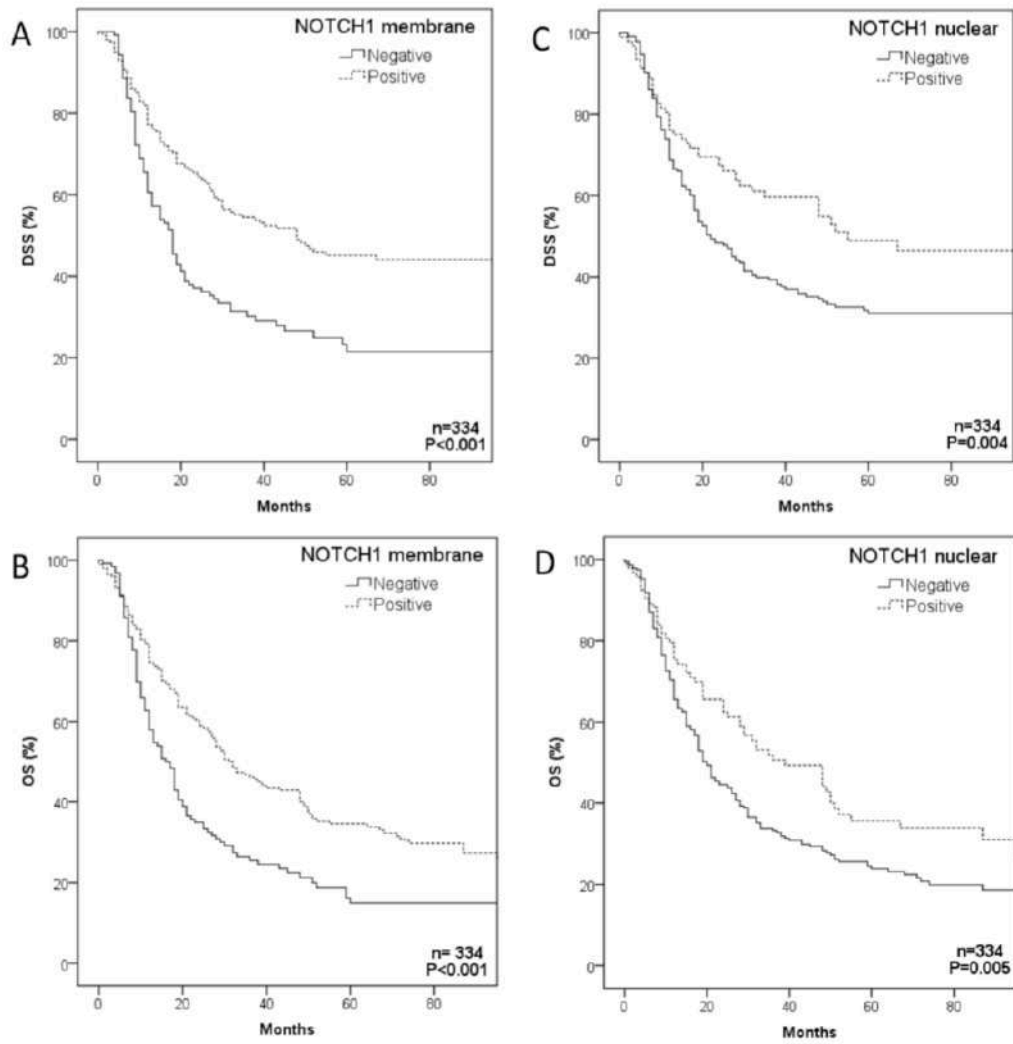 A
NOTCH1 membrane
Negative
Positive
100
80
60
40
20
0
DSS (%)
n=334
P<0.001
0 20 40 60 80
Months
C
NOTCH1 nuclear
Negative
Positive
100
80
60
40
20
0
DSS (%)
n=334
P=0.004
0 20 40 60 80
Months
B
NOTCH1 membrane
Negative
Positive
100
80
60
40
20
0
OS (%)
n= 334
P<0.001
0 20 40 60 80
Months
D
NOTCH1 nuclear
Negative
Positive
100
80
60
40
20
0
OS (%)
n=334
P=0.005
0 20 40 60 80
Months